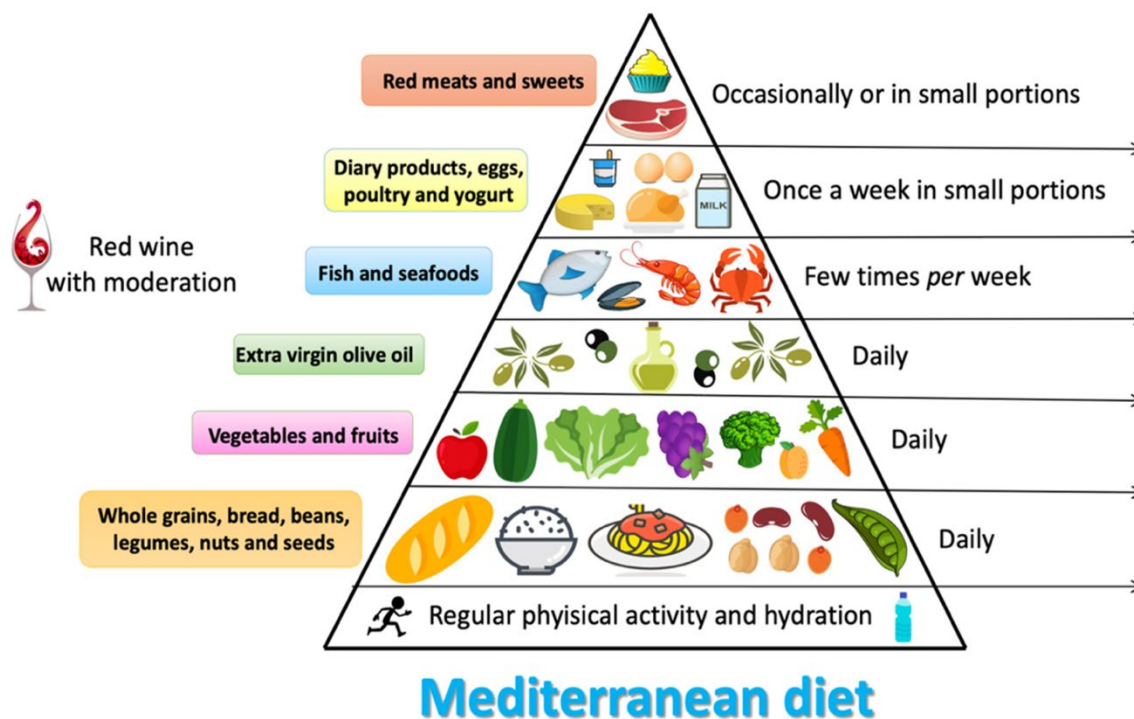 Red meats and sweets
Occasionally or in small portions
Diary products, eggs,
poultry and yogurt
MILK
Once a week in small portions
Red wine
with moderation
Fish and seafoods
Few times per week
Extra virgin olive oil
Daily
Vegetables and fruits
Daily
Whole grains, bread, beans,
legumes, nuts and seeds
Daily
Regular phyisical activity and hydration
Mediterranean diet